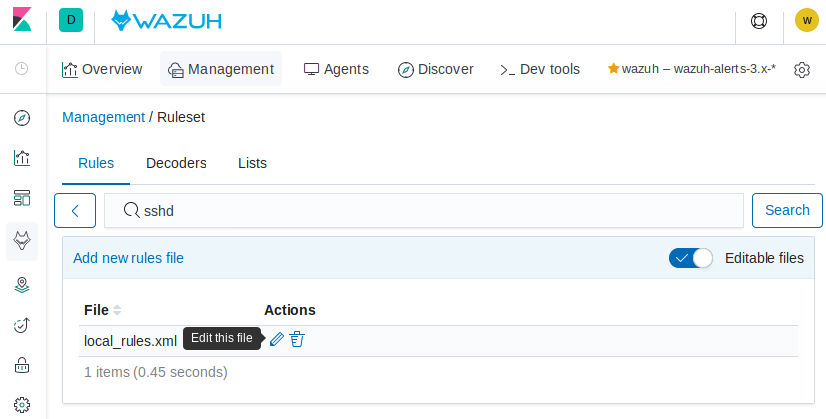 D WAZUH w
Overview Management Agents Discover >_ Dev tools wazuh – wazuh-alerts-3.x-*
Management / Ruleset
Rules Decoders Lists
sshd Search
Add new rules file Editable files
File Actions
local_rules.xml Edit this file
1 items (0.45 seconds)